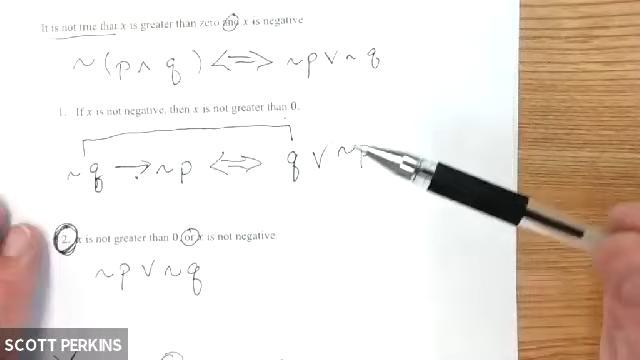 It is not true that x is greater than zero and x is negative
~(p ∧ q) <=> ~p ∨ ~q
1. If x is not negative, then x is not greater than 0.
~q → ~p <=> q ∨ ~p
2. x is not greater than 0 or x is not negative
~p ∨ ~q
SCOTT PERKINS